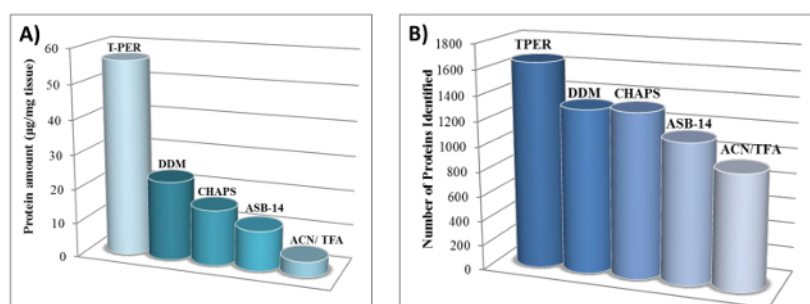 A)
Protein amount (µg/mg tissue)
60
50
40
30
20
10
0
T-PER
DDM
CHAPS
ASB-14
ACN/ TFA
B)
Number of Proteins Identified
1800
1600
1400
1200
1000
800
600
400
200
0
TPER
DDM
CHAPS
ASB-14
ACN/TFA